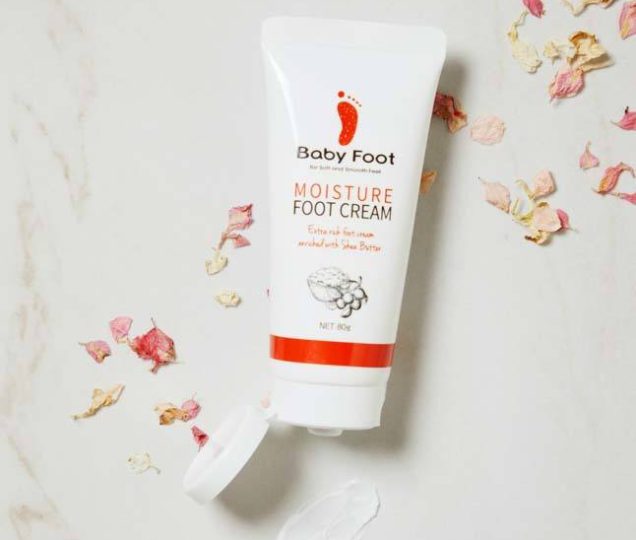 Baby Foot
For Soft and Smooth Feet
MOISTURE
FOOT CREAM
Extra rich foot cream
enriched with Shea Butter
NET 80g